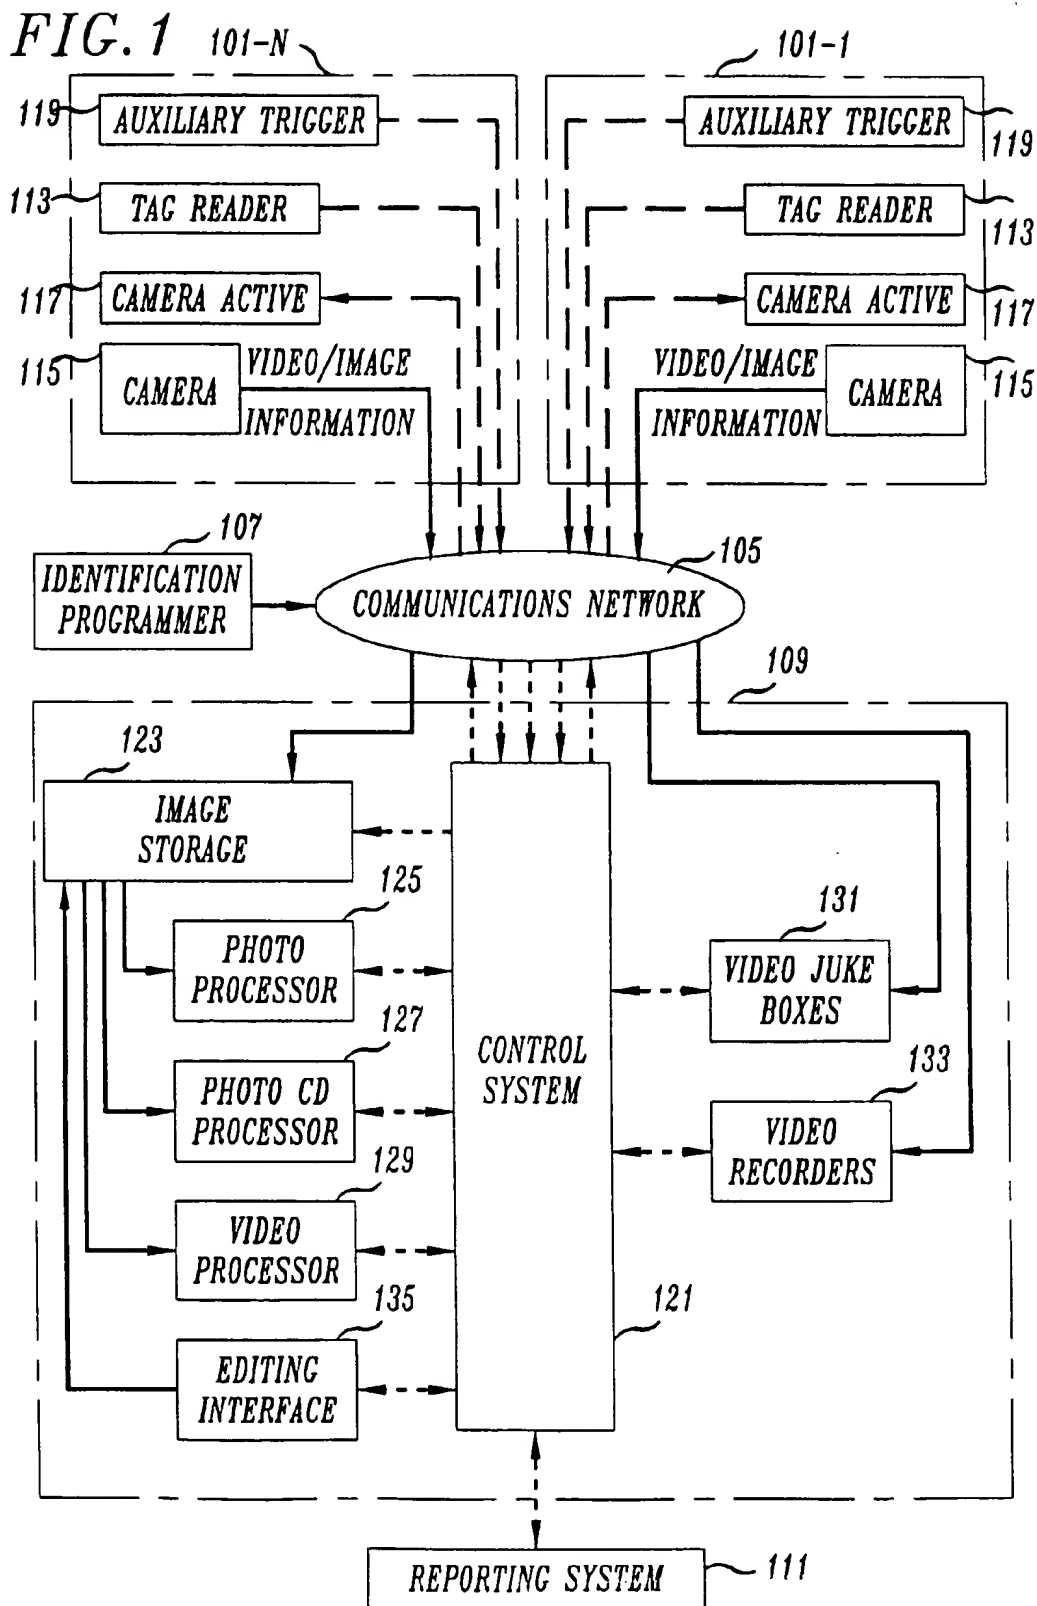 FIG. 1
101-N
101-1
119
AUXILIARY TRIGGER
AUXILIARY TRIGGER
119
113
TAG READER
TAG READER
113
117
CAMERA ACTIVE
CAMERA ACTIVE
117
115
CAMERA
VIDEO/IMAGE
INFORMATION
VIDEO/IMAGE
INFORMATION
CAMERA
115
107
IDENTIFICATION
PROGRAMMER
105
COMMUNICATIONS NETWORK
109
123
IMAGE
STORAGE
125
PHOTO
PROCESSOR
127
PHOTO CD
PROCESSOR
129
VIDEO
PROCESSOR
135
EDITING
INTERFACE
CONTROL
SYSTEM
121
131
VIDEO JUKE
BOXES
133
VIDEO
RECORDERS
REPORTING SYSTEM
111